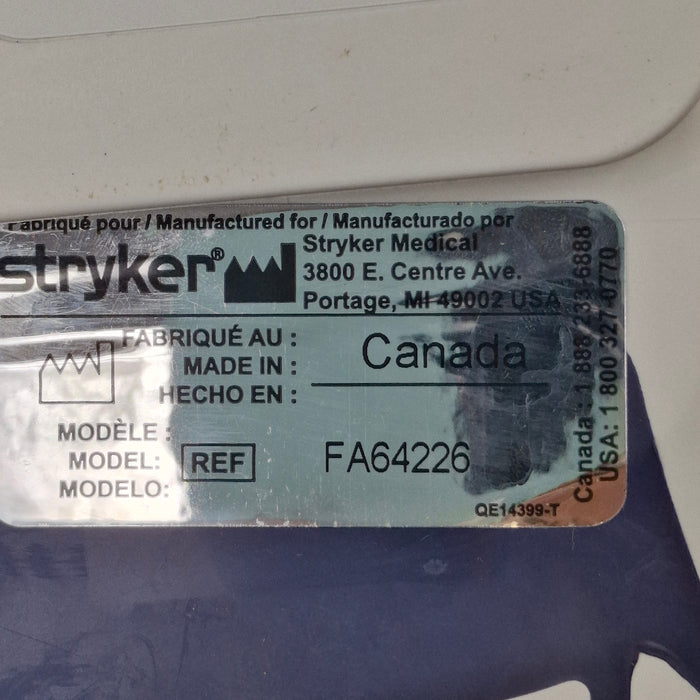 Fabriqué pour / Manufactured for / Manufacturado por
stryker®
Stryker Medical
3800 E. Centre Ave.
Portage, MI 49002 USA
FABRIQUÉ AU :
MADE IN :
HECHO EN :
Canada
MODÈLE :
MODEL:
MODELO:
REF
FA64226
QE14399-T
Canada : 1 888 233-6888
USA: 1 800 327-0770